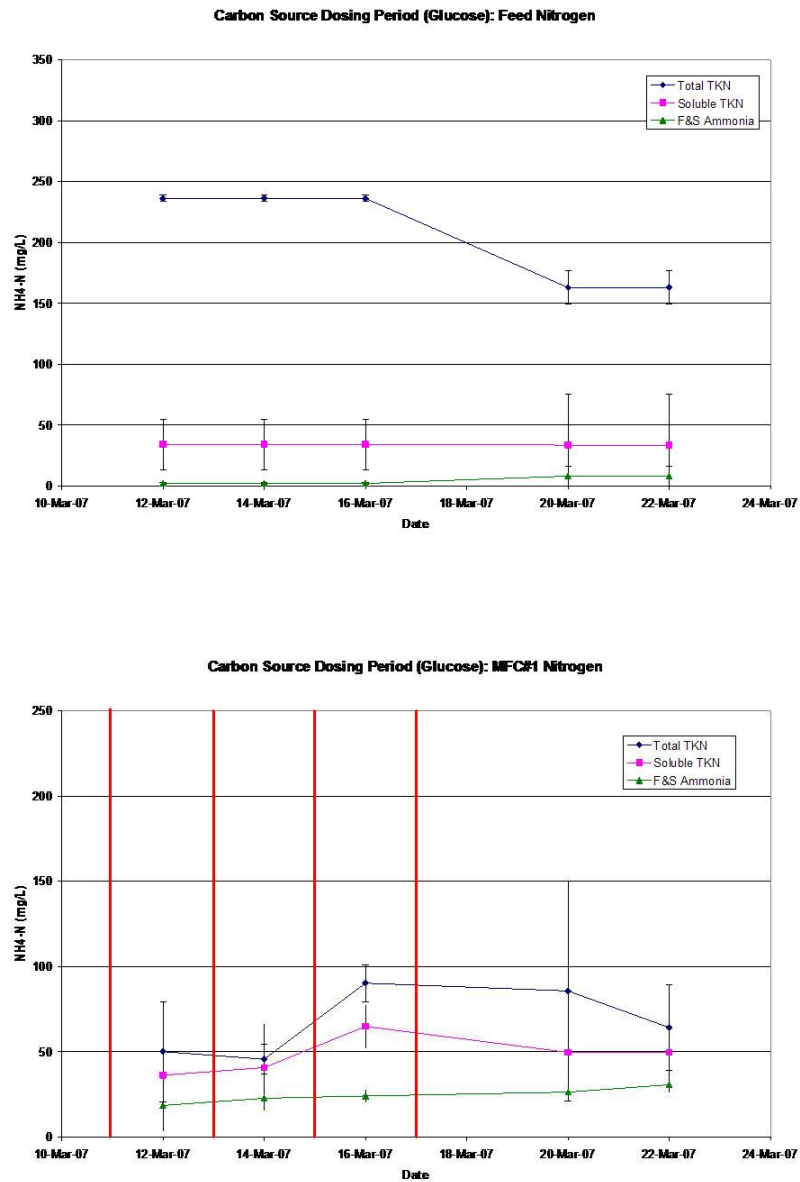 Carbon Source Dosing Period (Glucose): Feed Nitrogen
350
300
250
200
150
100
50
0
NH4-N (mg/L)
Total TKN
Soluble TKN
F&S Ammonia
10-Mar-07 12-Mar-07 14-Mar-07 16-Mar-07 18-Mar-07 20-Mar-07 22-Mar-07 24-Mar-07
Date
Carbon Source Dosing Period (Glucose): MFC#1 Nitrogen
250
200
150
100
50
0
NH4-N (mg/L)
Total TKN
Soluble TKN
F&S Ammonia
10-Mar-07 12-Mar-07 14-Mar-07 16-Mar-07 18-Mar-07 20-Mar-07 22-Mar-07 24-Mar-07
Date